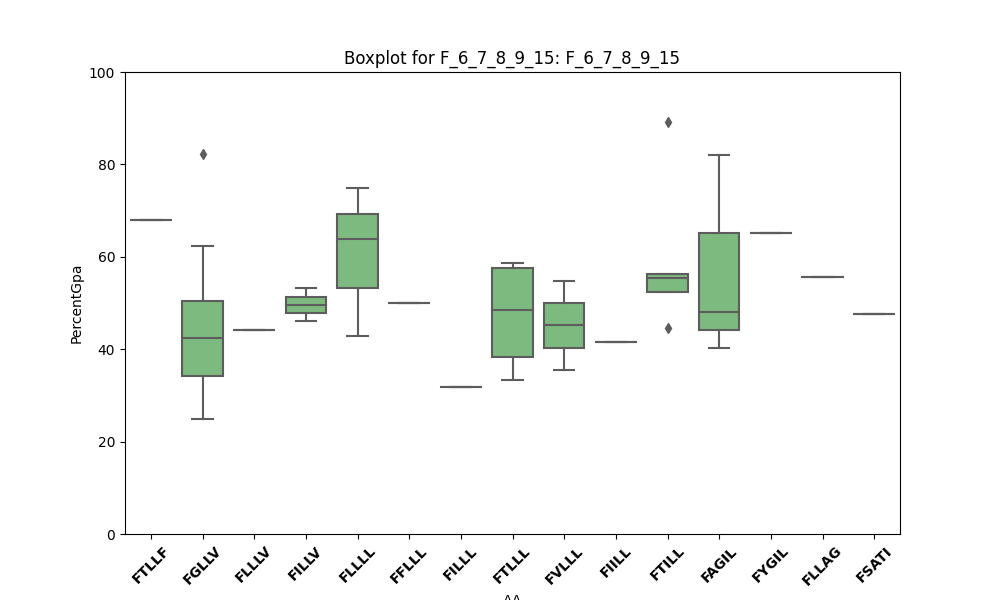 Boxplot for F_6_7_8_9_15: F_6_7_8_9_15
PercentGpa
100
80
60
40
20
0
FTLLF FGLLV FLLLV FILLV FLLLL FFLLL FILLL FTLLL FVLLL FIILL FTILL FAGIL FYGIL FLLAG FSATI
AA